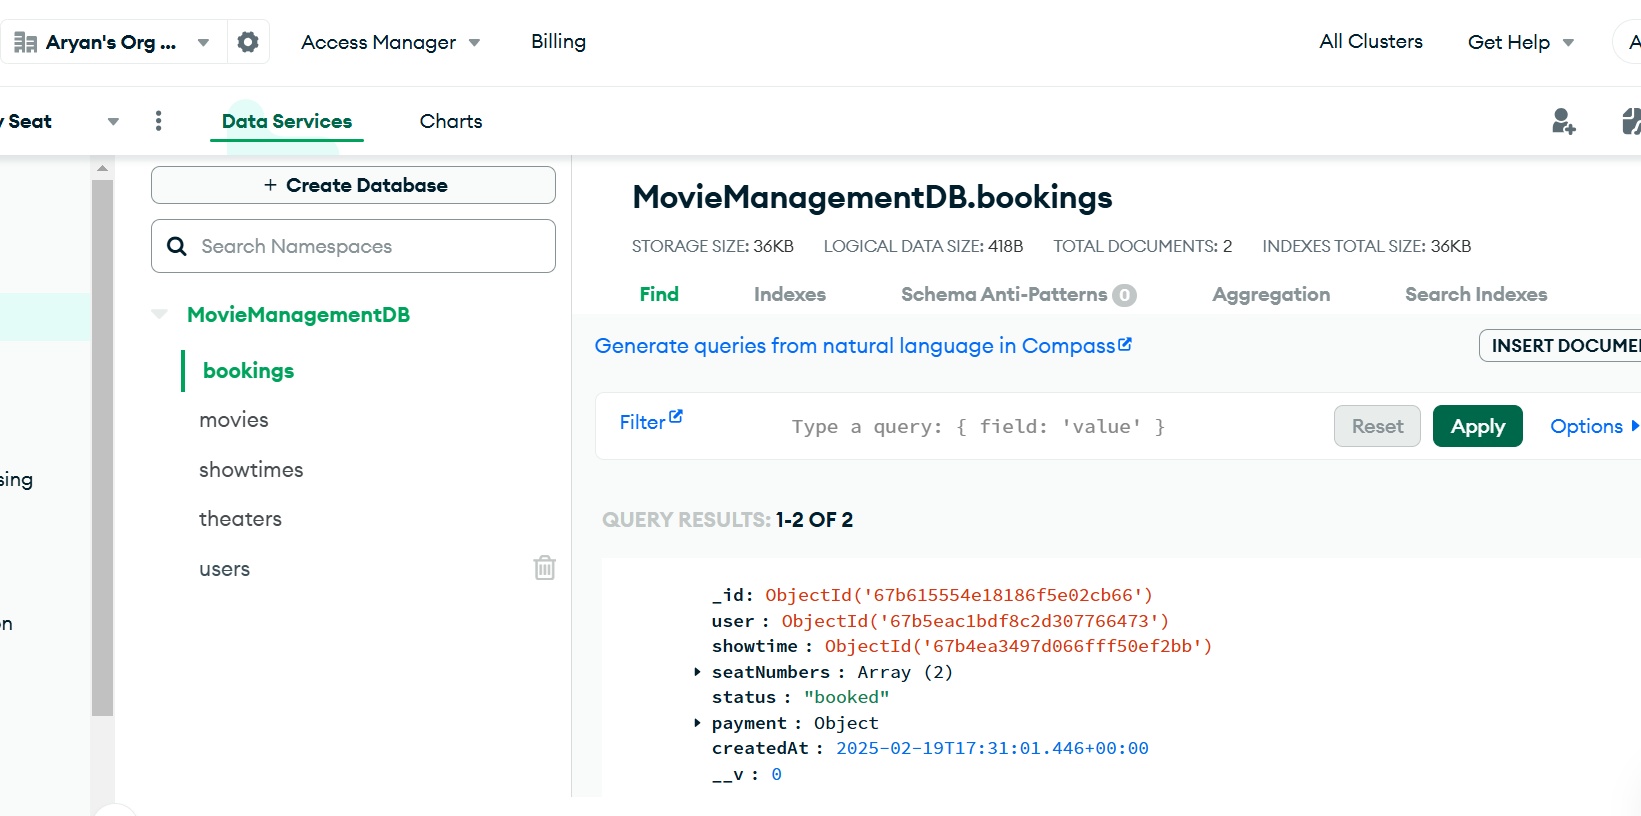 Aryan's Org ...
Access Manager
Billing
All Clusters
Get Help
A
y Seat
Data Services
Charts
+ Create Database
Search Namespaces
MovieManagementDB
bookings
movies
showtimes
theaters
users
sing
on
MovieManagementDB.bookings
STORAGE SIZE: 36KB LOGICAL DATA SIZE: 418B TOTAL DOCUMENTS: 2 INDEXES TOTAL SIZE: 36KB
Find Indexes Schema Anti-Patterns 0 Aggregation Search Indexes
Generate queries from natural language in Compass
INSERT DOCUME
Filter
Type a query: { field: 'value' }
Reset
Apply
Options
QUERY RESULTS: 1-2 OF 2
_id: ObjectId('67b615554e18186f5e02cb66')
user : ObjectId('67b5eac1bdf8c2d307766473')
showtime : ObjectId('67b4ea3497d066fff50ef2bb')
seatNumbers : Array (2)
status : "booked"
payment : Object
createdAt : 2025-02-19T17:31:01.446+00:00
__v : 0